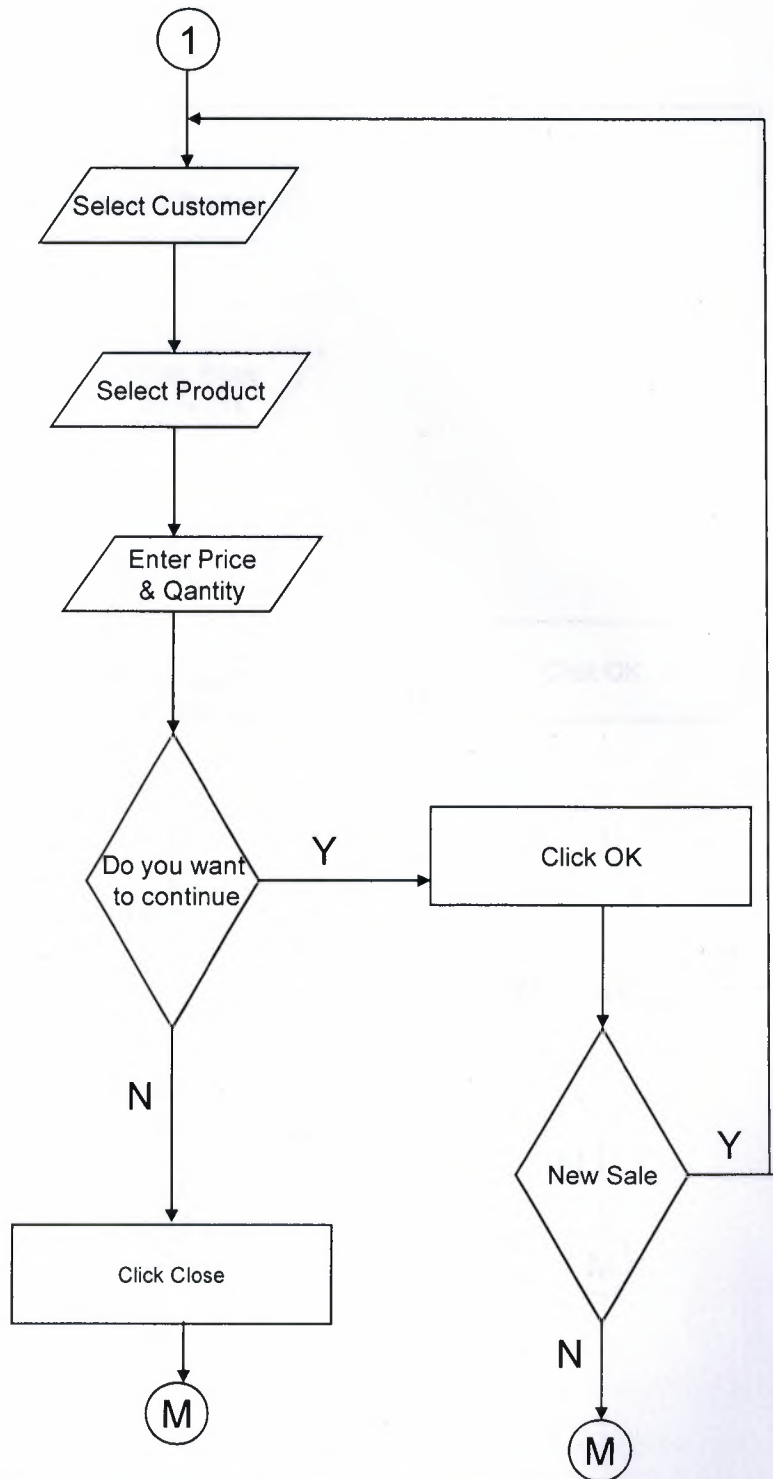 1
Select Customer
Select Product
Enter Price
& Qantity
Do you want
to continue
Y
Click OK
N
New Sale
Y
Click Close
N
M
M